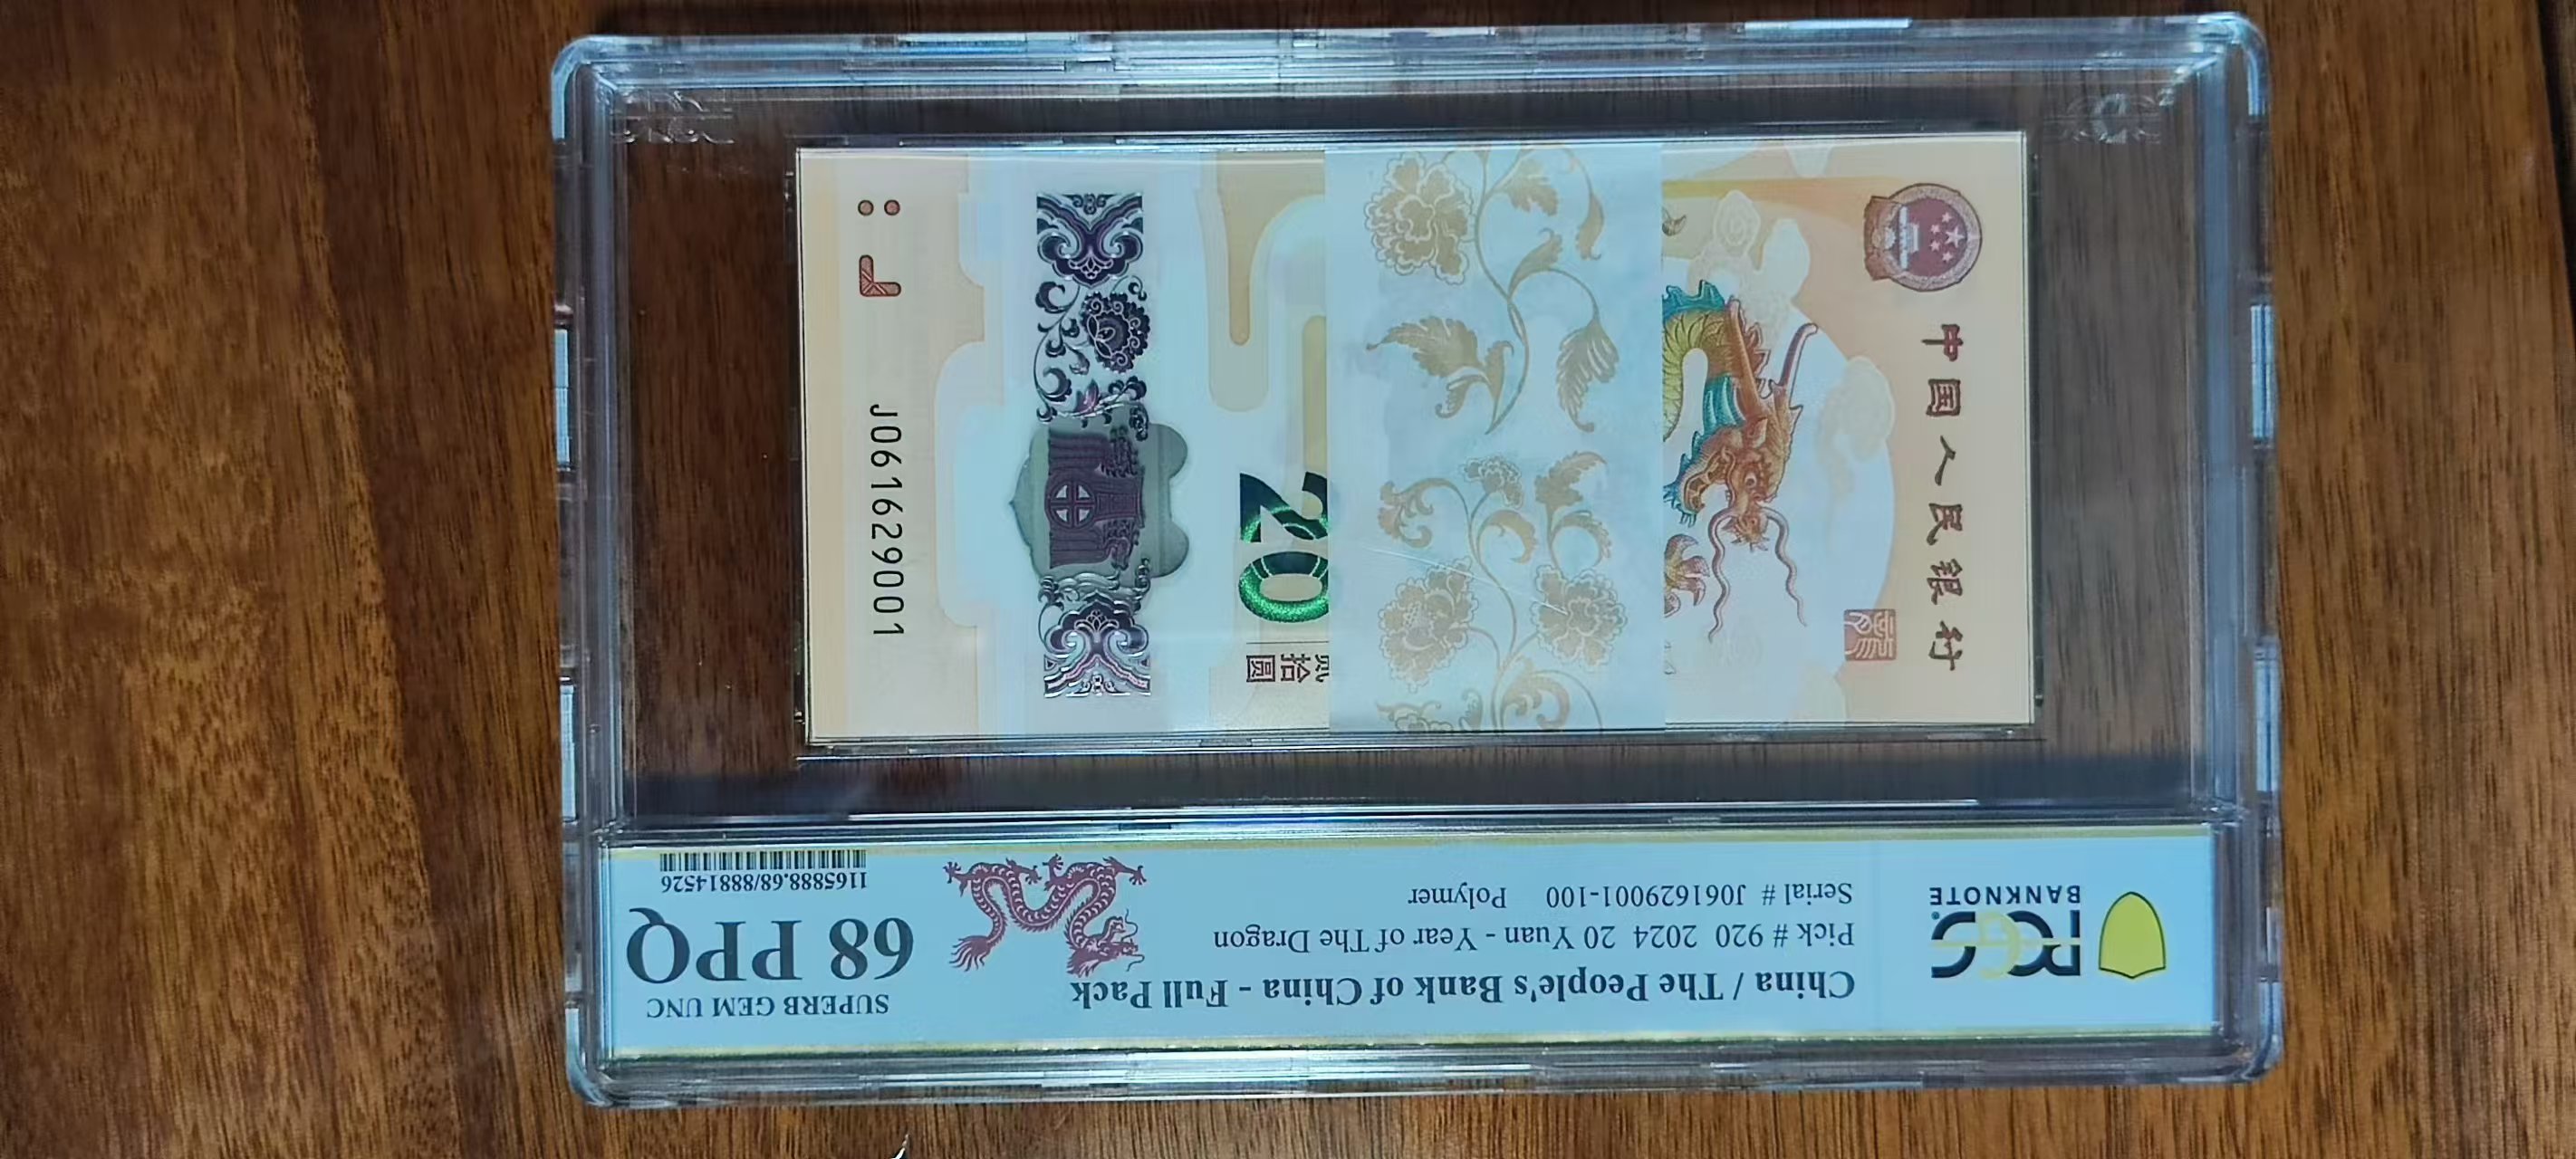 PCGS
BANKNOTE
China / The People's Bank of China - Full Pack
Pick # 920 2024 20 Yuan - Year of The Dragon
Serial # J061629001-100 Polymer
SUPERB GEM UNC
68 PPQ
1165888.68/88814526
中国人民银行
20
拾
圆
J061629001